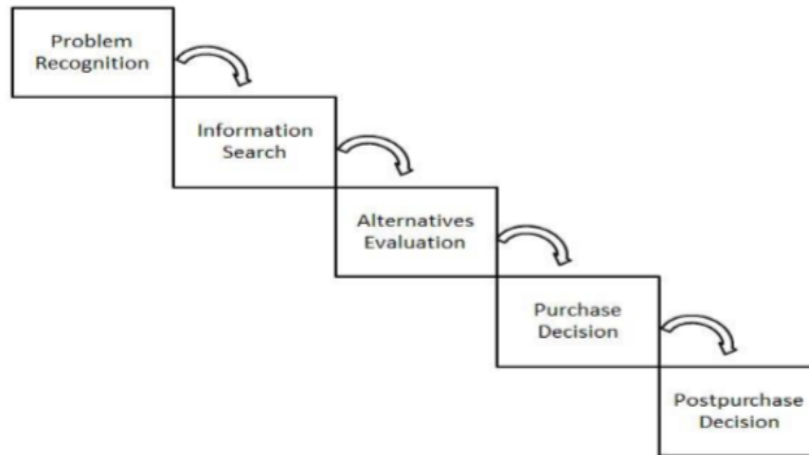 Problem
Recognition
Information
Search
Alternatives
Evaluation
Purchase
Decision
Postpurchase
Decision